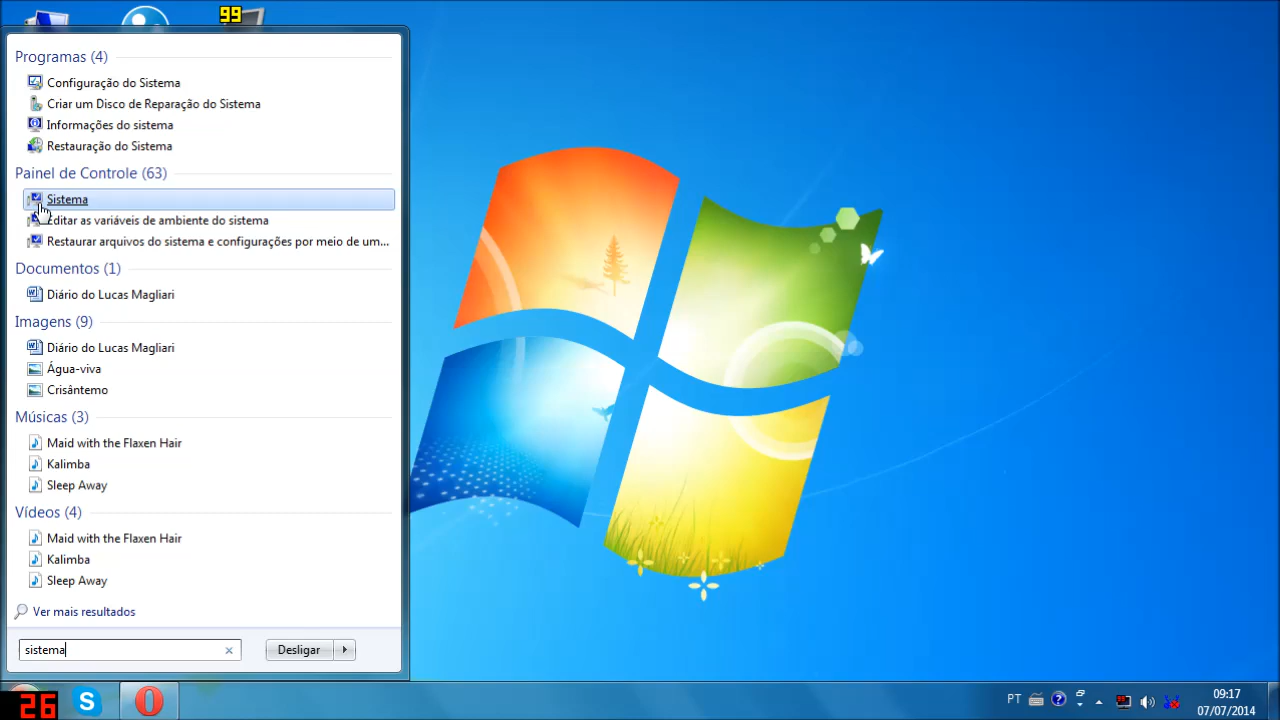 99
Programas (4)
Configuração do Sistema
Criar um Disco de Reparação do Sistema
Informações do sistema
Restauração do Sistema
Painel de Controle (63)
Sistema
Editar as variáveis de ambiente do sistema
Restaurar arquivos do sistema e configurações por meio de um...
Documentos (1)
Diário do Lucas Magliari
Imagens (9)
Diário do Lucas Magliari
Água-viva
Crisântemo
Músicas (3)
Maid with the Flaxen Hair
Kalimba
Sleep Away
Vídeos (4)
Maid with the Flaxen Hair
Kalimba
Sleep Away
Ver mais resultados
sistema
Desligar
26
PT
09:17
07/07/2014